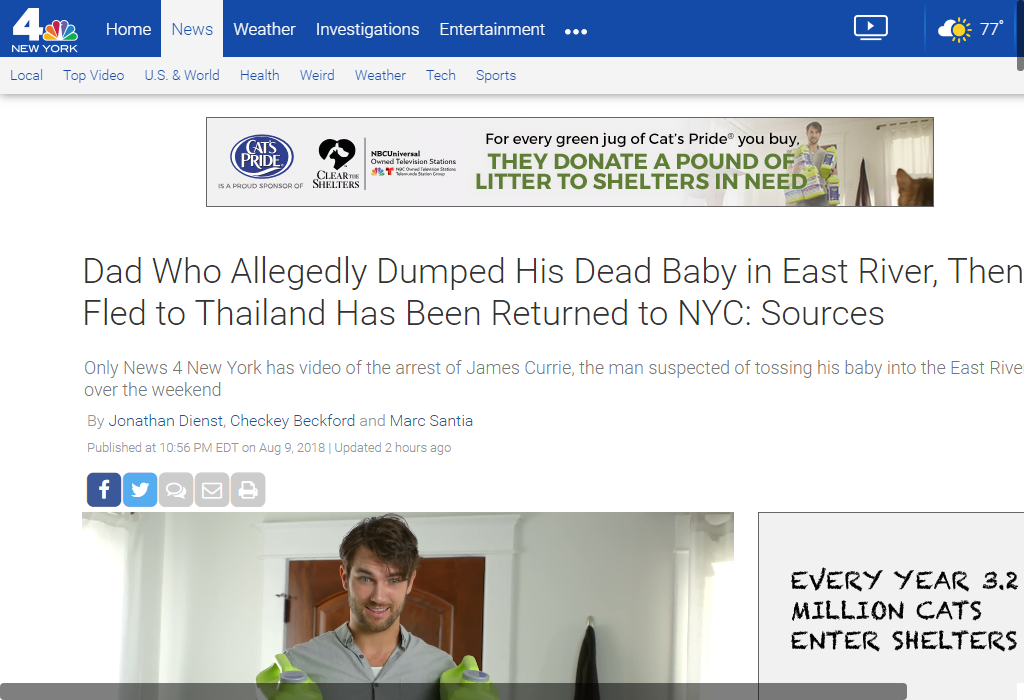 4
NEW YORK
Home News Weather Investigations Entertainment ••• 77°
Local Top Video U.S. & World Health Weird Weather Tech Sports
CAT'S PRIDE
IS A PROUD SPONSOR OF
CLEAR THE SHELTERS
NBCUniversal
Owned Television Stations
NBC Owned Television Stations
Telemundo Station Group
For every green jug of Cat's Pride® you buy,
THEY DONATE A POUND OF
LITTER TO SHELTERS IN NEED
Dad Who Allegedly Dumped His Dead Baby in East River, Then
Fled to Thailand Has Been Returned to NYC: Sources
Only News 4 New York has video of the arrest of James Currie, the man suspected of tossing his baby into the East Rive
over the weekend
By Jonathan Dienst, Checkey Beckford and Marc Santia
Published at 10:56 PM EDT on Aug 9, 2018 | Updated 2 hours ago
EVERY YEAR 3.2
MILLION CATS
ENTER SHELTERS